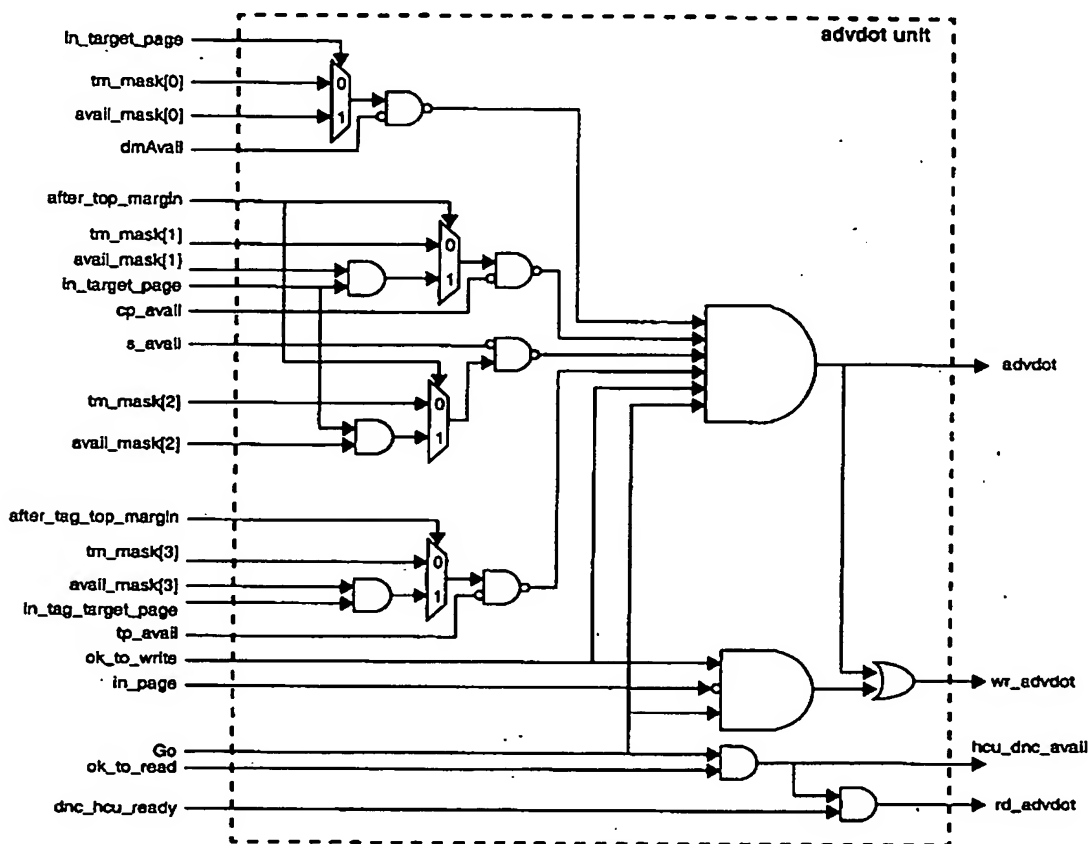 advdot unit
in_target_page
tm_mask[0]
0
avail_mask[0]
1
dmAvail
after_top_margin
tm_mask[1]
0
avail_mask[1]
1
in_target_page
cp_avail
s_avail
tm_mask[2]
0
avail_mask[2]
1
after_tag_top_margin
tm_mask[3]
0
avail_mask[3]
1
in_tag_target_page
tp_avail
ok_to_write
in_page
Go
ok_to_read
dnc_hcu_ready
advdot
wr_advdot
hcu_dnc_avail
rd_advdot